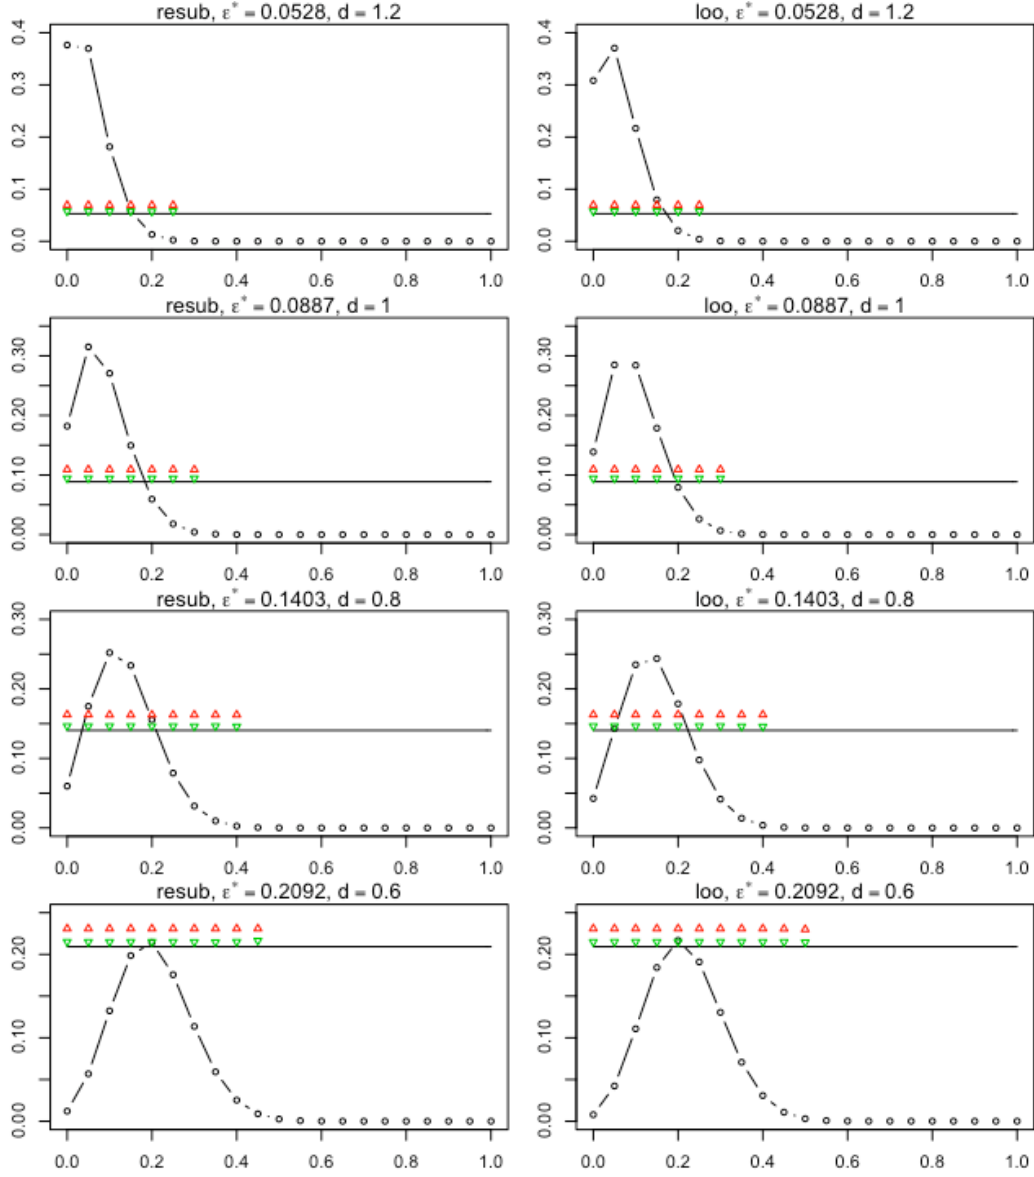 resub, ε* = 0.0528, d = 1.2
0.0 0.1 0.2 0.3 0.4
0.0 0.2 0.4 0.6 0.8 1.0
loo, ε* = 0.0528, d = 1.2
0.0 0.1 0.2 0.3 0.4
0.0 0.2 0.4 0.6 0.8 1.0
resub, ε* = 0.0887, d = 1
0.00 0.10 0.20 0.30
0.0 0.2 0.4 0.6 0.8 1.0
loo, ε* = 0.0887, d = 1
0.00 0.10 0.20 0.30
0.0 0.2 0.4 0.6 0.8 1.0
resub, ε* = 0.1403, d = 0.8
0.00 0.10 0.20 0.30
0.0 0.2 0.4 0.6 0.8 1.0
loo, ε* = 0.1403, d = 0.8
0.00 0.10 0.20 0.30
0.0 0.2 0.4 0.6 0.8 1.0
resub, ε* = 0.2092, d = 0.6
0.00 0.10 0.20
0.0 0.2 0.4 0.6 0.8 1.0
loo, ε* = 0.2092, d = 0.6
0.00 0.10 0.20
0.0 0.2 0.4 0.6 0.8 1.0